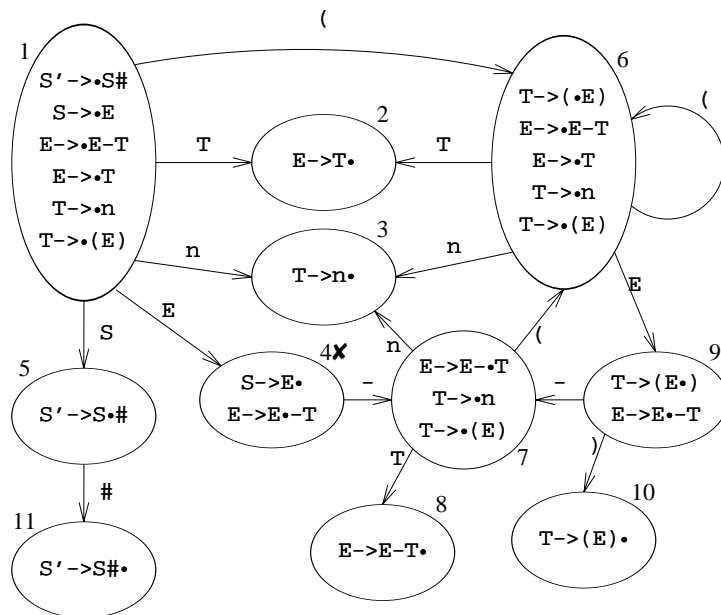 (
1
S'->•S#
S->•E
E->•E-T
E->•T
T->•n
T->•(E)
6
T->(•E)
E->•E-T
E->•T
T->•n
T->•(E)
(
T
2
E->T•
T
n
3
T->n•
n
E
S
E
5
S'->S•#
4✘
S->E•
E->E•-T
-
n
(
E->E-•T
T->•n
T->•(E)
7
-
9
T->(E•)
E->E•-T
#
T
)
11
S'->S#•
8
E->E-T•
10
T->(E)•